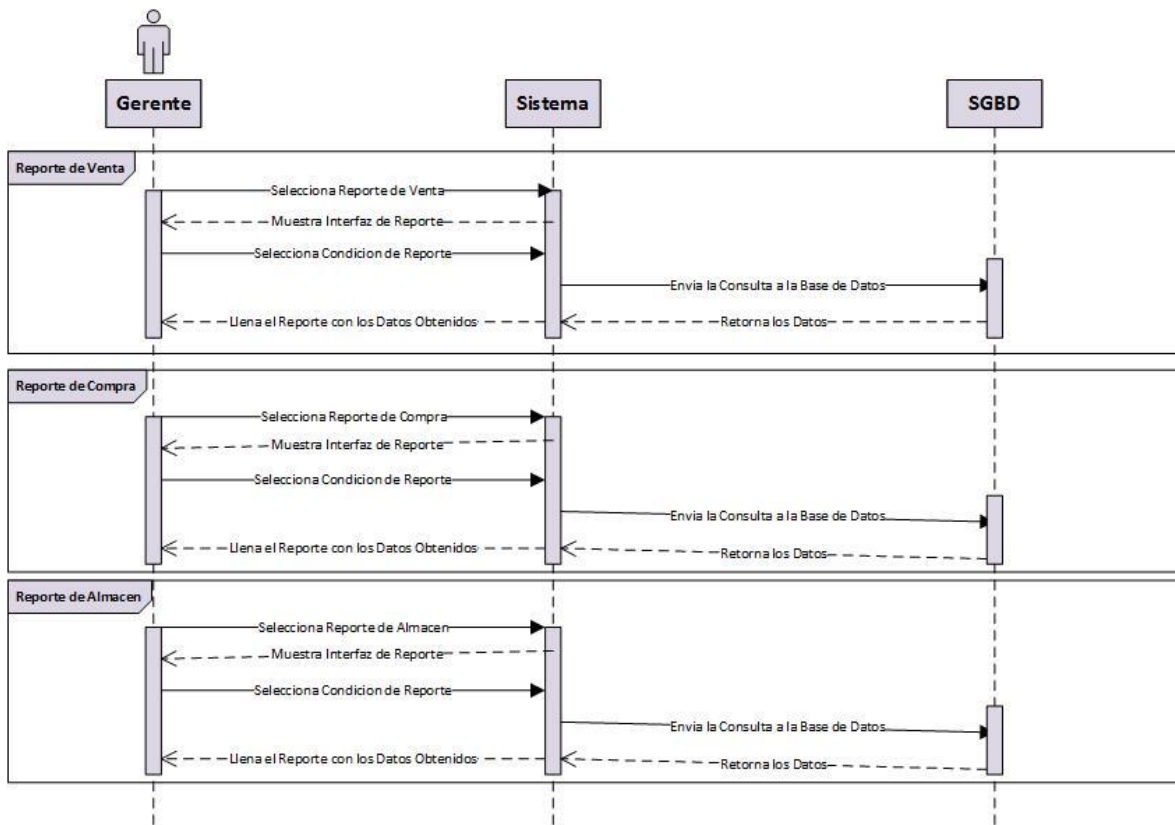 Gerente
Sistema
SGBD
Reporte de Venta
Selecciona Reporte de Venta
Muestra Interfaz de Reporte
Selecciona Condicion de Reporte
Envia la Consulta a la Base de Datos
Llena el Reporte con los Datos Obtenidos
Retorna los Datos
Reporte de Compra
Selecciona Reporte de Compra
Muestra Interfaz de Reporte
Selecciona Condicion de Reporte
Envia la Consulta a la Base de Datos
Llena el Reporte con los Datos Obtenidos
Retorna los Datos
Reporte de Almacen
Selecciona Reporte de Almacen
Muestra Interfaz de Reporte
Selecciona Condicion de Reporte
Envia la Consulta a la Base de Datos
Llena el Reporte con los Datos Obtenidos
Retorna los Datos